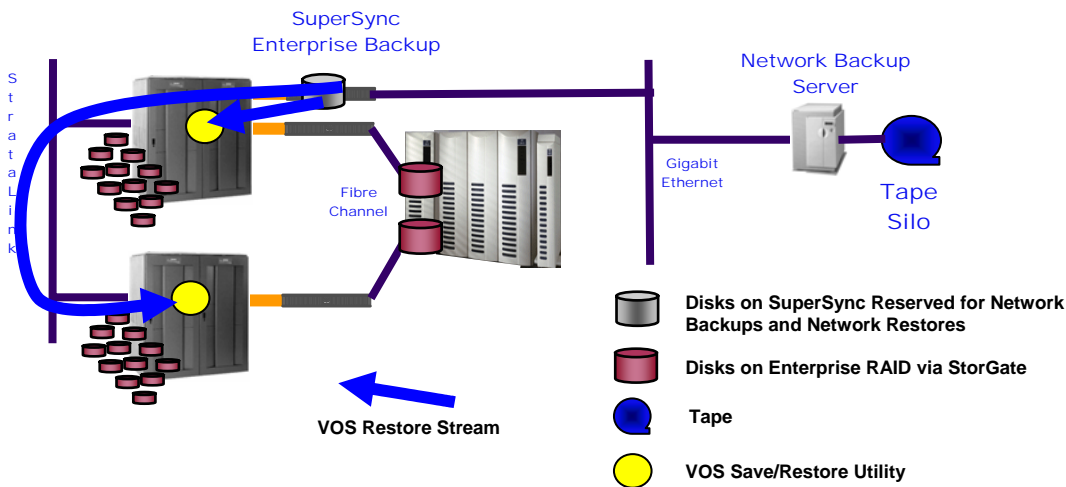 SuperSync
Enterprise Backup
Network Backup
Server
StrataLink
Fibre
Channel
Gigabit
Ethernet
Tape
Silo
Disks on SuperSync Reserved for Network
Backups and Network Restores
Disks on Enterprise RAID via StorGate
VOS Restore Stream
Tape
VOS Save/Restore Utility